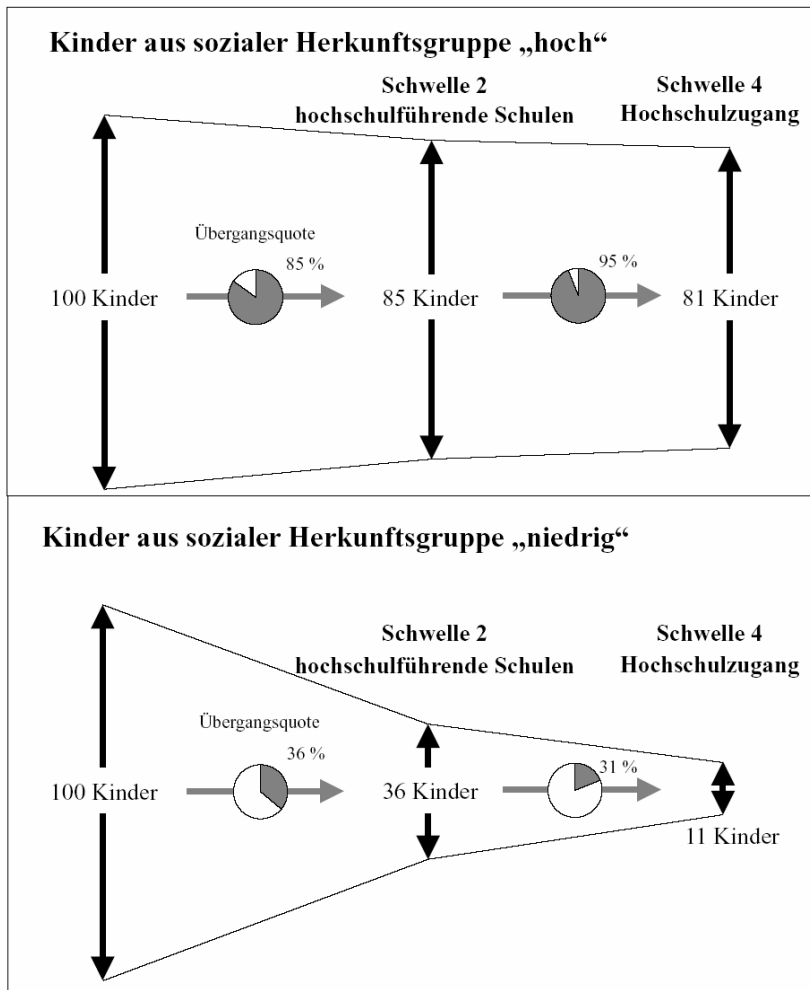 Kinder aus sozialer Herkunftsgruppe „hoch“
Schwelle 2
hochschulführende Schulen
Schwelle 4
Hochschulzugang
Übergangsquote
85 %
95 %
100 Kinder
85 Kinder
81 Kinder
Kinder aus sozialer Herkunftsgruppe „niedrig“
Schwelle 2
hochschulführende Schulen
Schwelle 4
Hochschulzugang
Übergangsquote
36 %
31 %
100 Kinder
36 Kinder
11 Kinder